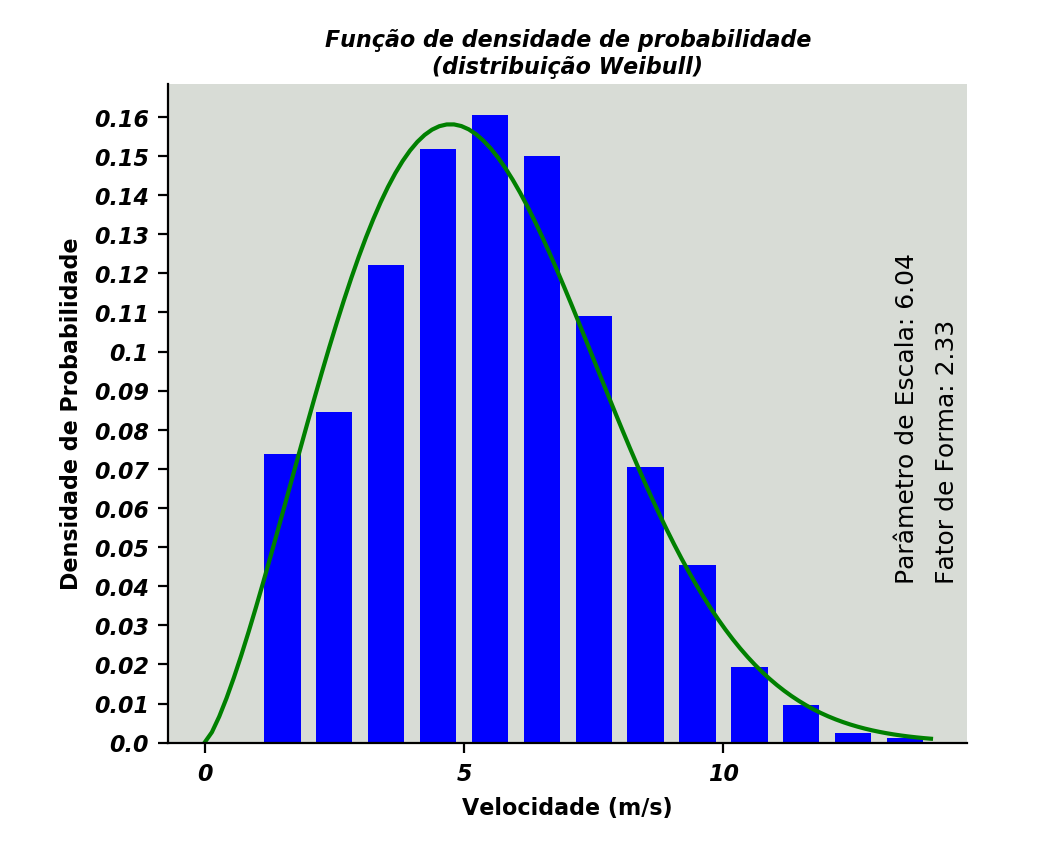 Função de densidade de probabilidade
(distribuição Weibull)
Densidade de Probabilidade
0.16
0.15
0.14
0.13
0.12
0.11
0.1
0.09
0.08
0.07
0.06
0.05
0.04
0.03
0.02
0.01
0.0
Parâmetro de Escala: 6.04
Fator de Forma: 2.33
0 5 10
Velocidade (m/s)